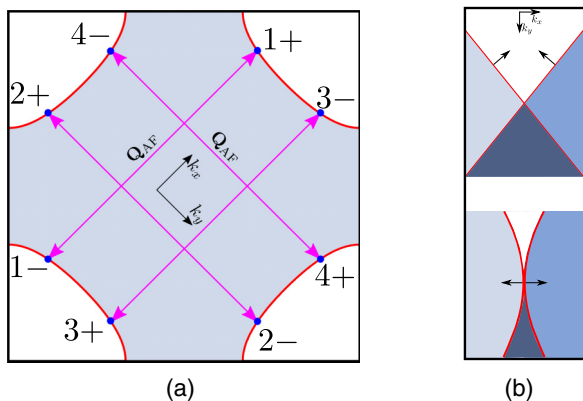 4− 1+
2+ 3−
Q_AF Q_AF
k_x
k_y
1− 4+
3+ 2−
(a)
k_x
k_y
(b)